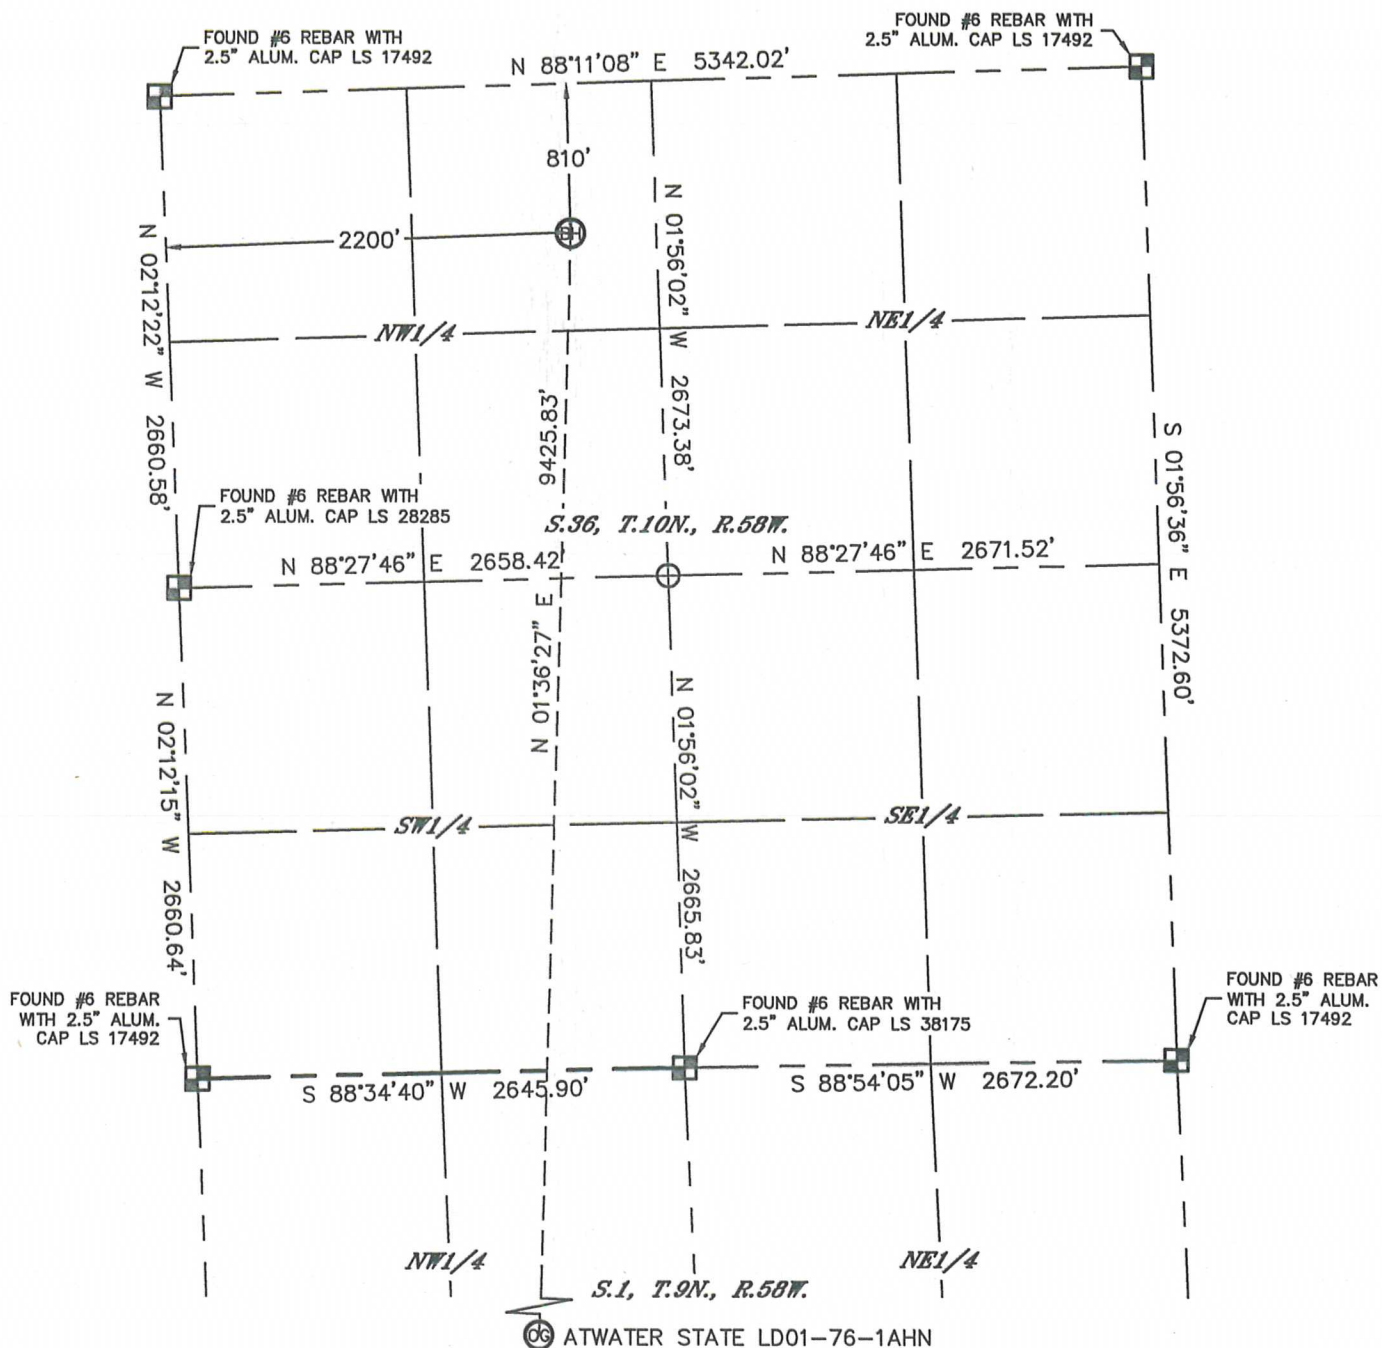 FOUND #6 REBAR WITH
2.5" ALUM. CAP LS 17492
FOUND #6 REBAR WITH
2.5" ALUM. CAP LS 17492
N 88°11'08" E 5342.02'
810'
BH
2200'
N 02°12'22" W 2660.58'
N 01°56'02" W 2673.38'
NW1/4
NE1/4
9425.83'
S 01°56'36" E 5372.60'
FOUND #6 REBAR WITH
2.5" ALUM. CAP LS 28285
S.36, T.10N., R.58W.
N 88°27'46" E 2658.42'
N 88°27'46" E 2671.52'
N 01°36'27" E
N 02°12'15" W 2660.64'
N 01°56'02" W 2665.83'
SW1/4
SE1/4
FOUND #6 REBAR
WITH 2.5" ALUM.
CAP LS 17492
FOUND #6 REBAR WITH
2.5" ALUM. CAP LS 38175
FOUND #6 REBAR
WITH 2.5" ALUM.
CAP LS 17492
S 88°34'40" W 2645.90'
S 88°54'05" W 2672.20'
NW1/4
NE1/4
S.1, T.9N., R.58W.
OG ATWATER STATE LD01-76-1AHN